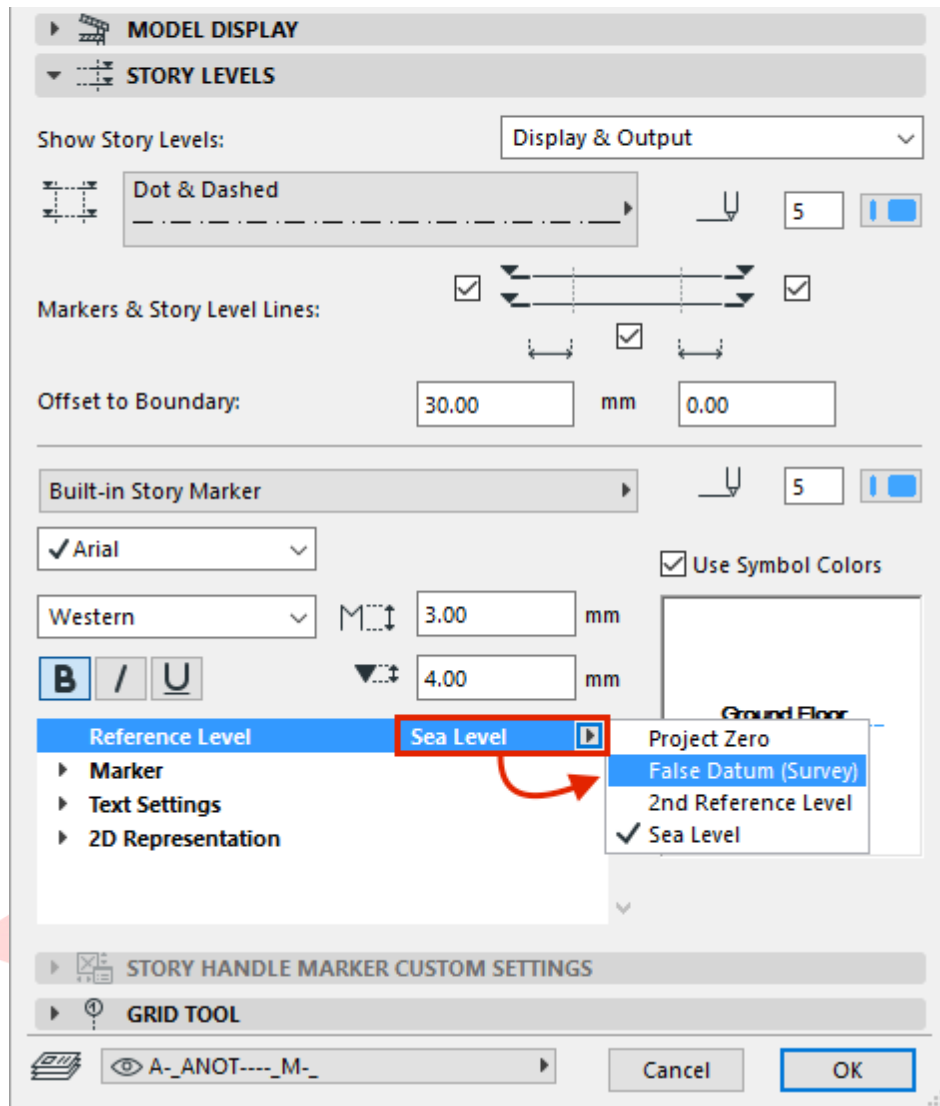 MODEL DISPLAY
STORY LEVELS
Show Story Levels: Display & Output
Dot & Dashed
5
Markers & Story Level Lines:
Offset to Boundary: 30.00 mm 0.00
Built-in Story Marker 5
Arial
Use Symbol Colors
Western 3.00 mm
B I U 4.00 mm
Ground Floor
Reference Level Sea Level
Project Zero
Marker
False Datum (Survey)
Text Settings
2nd Reference Level
2D Representation
Sea Level
STORY HANDLE MARKER CUSTOM SETTINGS
GRID TOOL
A-_ANOT----_M-_ Cancel OK